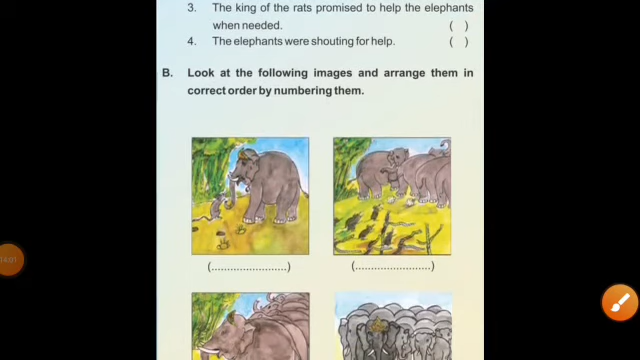 3. The king of the rats promised to help the elephants
when needed. ( )
4. The elephants were shouting for help. ( )
B. Look at the following images and arrange them in
correct order by numbering them.
(.......................) (.......................)